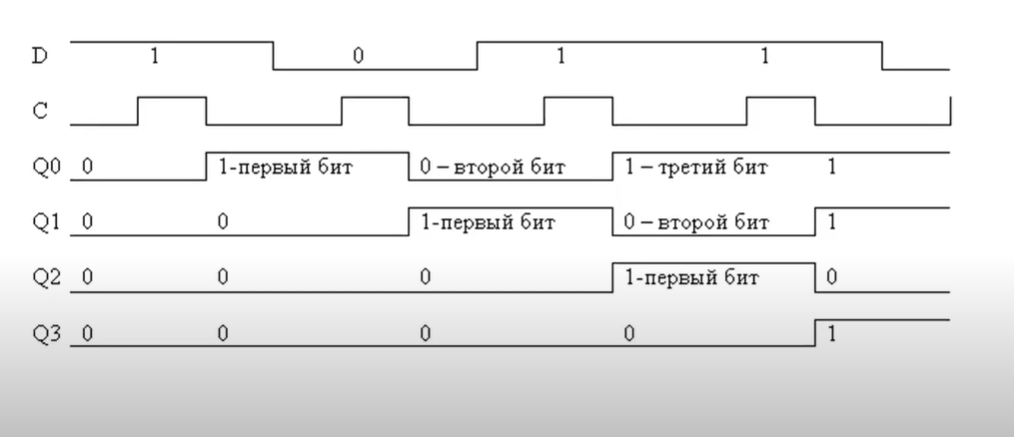 D 1 0 1 1
C
Q0 0 1-первый бит 0 – второй бит 1 – третий бит 1
Q1 0 0 1-первый бит 0 – второй бит 1
Q2 0 0 0 1-первый бит 0
Q3 0 0 0 0 1